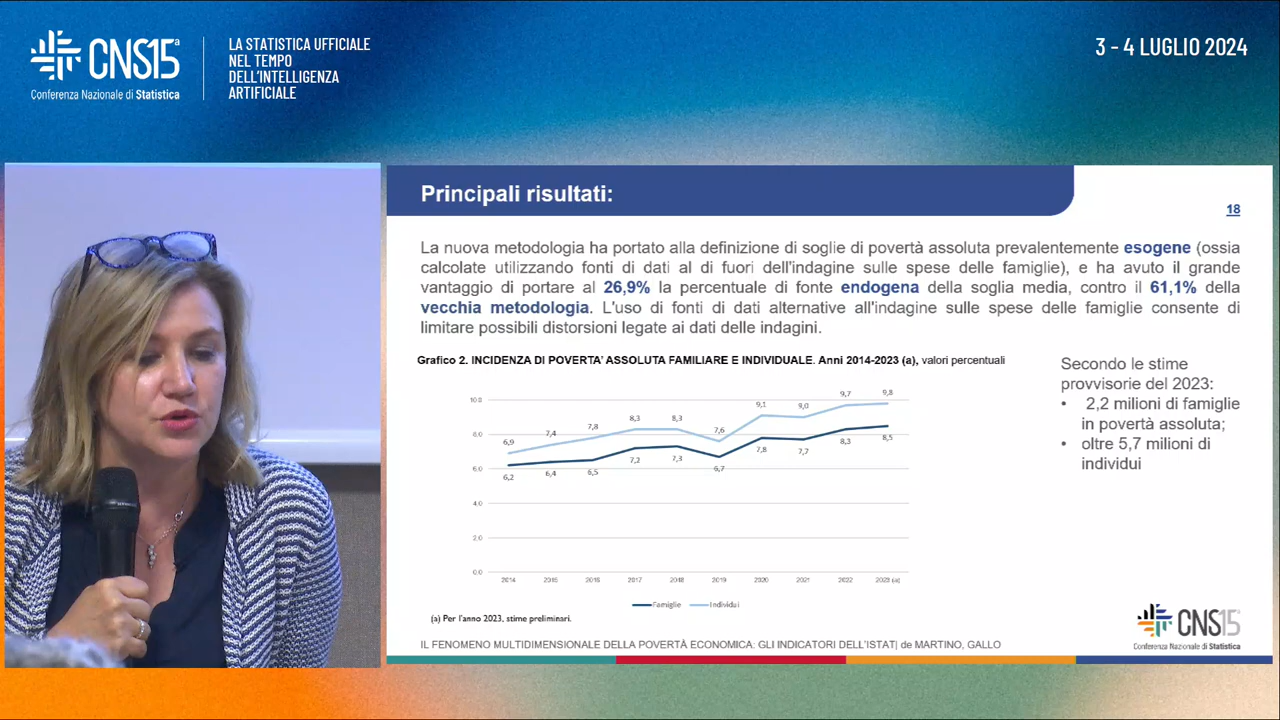 CNS15ª
Conferenza Nazionale di Statistica
LA STATISTICA UFFICIALE
NEL TEMPO
DELL'INTELLIGENZA
ARTIFICIALE
3 - 4 LUGLIO 2024
Principali risultati:
18
La nuova metodologia ha portato alla definizione di soglie di povertà assoluta prevalentemente esogene (ossia
calcolate utilizzando fonti di dati al di fuori dell'indagine sulle spese delle famiglie), e ha avuto il grande
vantaggio di portare al 26,9% la percentuale di fonte endogena della soglia media, contro il 61,1% della
vecchia metodologia. L'uso di fonti di dati alternative all'indagine sulle spese delle famiglie consente di
limitare possibili distorsioni legate ai dati delle indagini.
Grafico 2. INCIDENZA DI POVERTA' ASSOLUTA FAMILIARE E INDIVIDUALE. Anni 2014-2023 (a), valori percentuali
10.0
8.0
6.0
4.0
2.0
0.0
6,9 7,4 7,8 8,3 8,3 7,6 9,1 9,0 9,7 9,8
6,2 6,4 6,5 7,2 7,3 6,7 7,8 7,7 8,3 8,5
2014 2015 2016 2017 2018 2019 2020 2021 2022 2023 (a)
Famiglie Individui
(a) Per l'anno 2023, stime preliminari.
Secondo le stime
provvisorie del 2023:
• 2,2 milioni di famiglie
in povertà assoluta;
• oltre 5,7 milioni di
individui
IL FENOMENO MULTIDIMENSIONALE DELLA POVERTÀ ECONOMICA: GLI INDICATORI DELL'ISTAT| de MARTINO, GALLO
CNS15
Conferenza Nazionale di Statistica